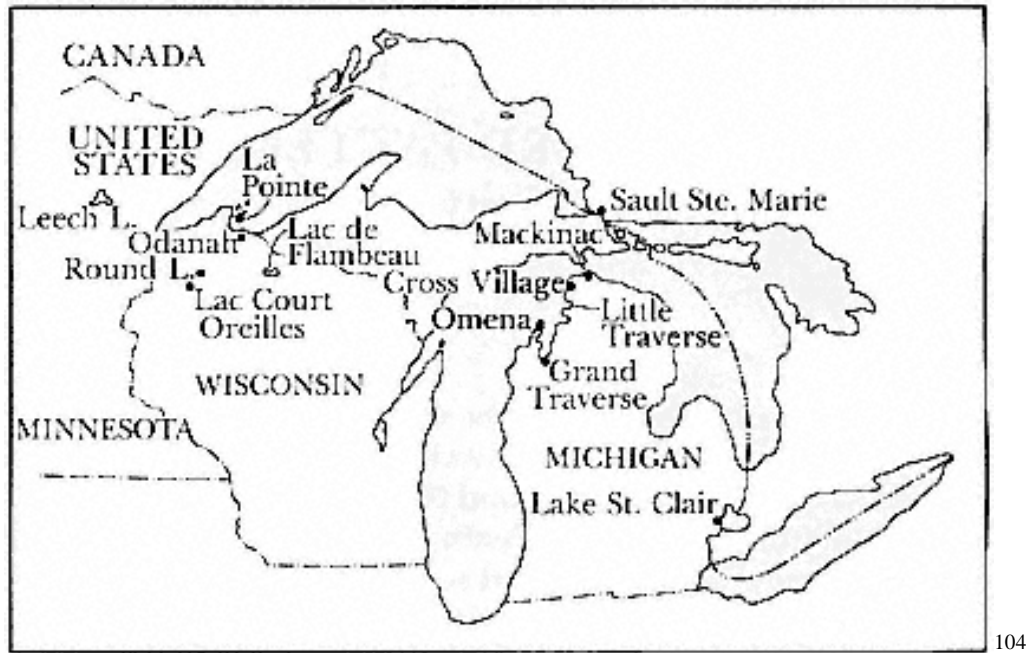 CANADA
UNITED
STATES
La
Pointe
Leech L.
Odanah
Lac de
Flambeau
Sault Ste. Marie
Mackinac
Round L.
Lac Court
Oreilles
Cross Village
Omena
Little
Traverse
Grand
Traverse
WISCONSIN
MINNESOTA
MICHIGAN
Lake St. Clair
104